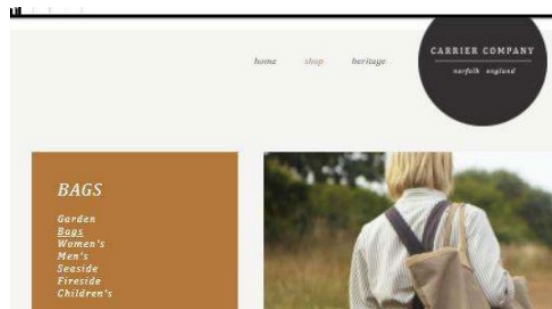 home shop heritage
CARRIER COMPANY
norfolk england
BAGS
Garden
Bags
Women's
Men's
Seaside
Fireside
Children's